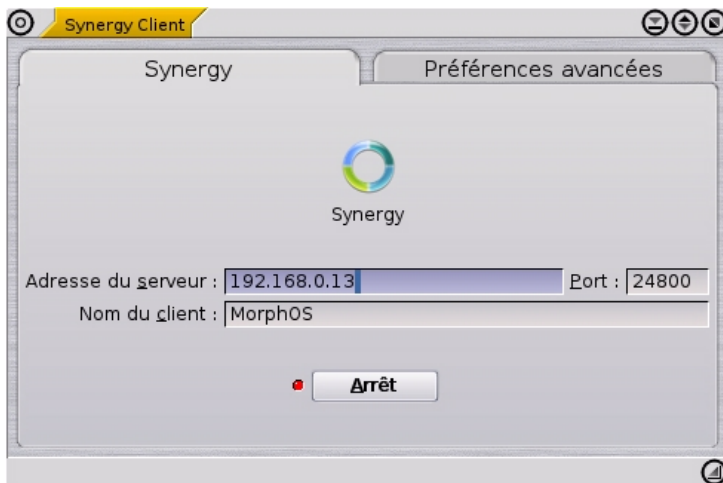 Synergy Client
Synergy Préférences avancées
Synergy
Adresse du serveur : 192.168.0.13 Port : 24800
Nom du client : MorphOS
Arrêt